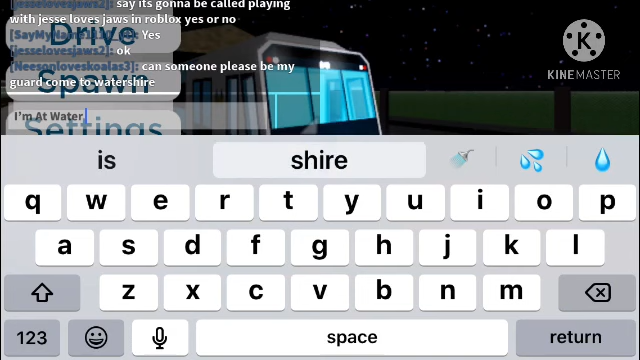 say its gonna be called playing
with jesse loves jaws in roblox yes or no
Yes
[jesselovesjaws2]: ok
[Neesonloveskoalas3]: can someone please be my
guard come to watershire
Drive
Spawn
I'm At Water
Settings
KINEMASTER
is shire
q w e r t y u i o p
a s d f g h j k l
z x c v b n m
123 space return